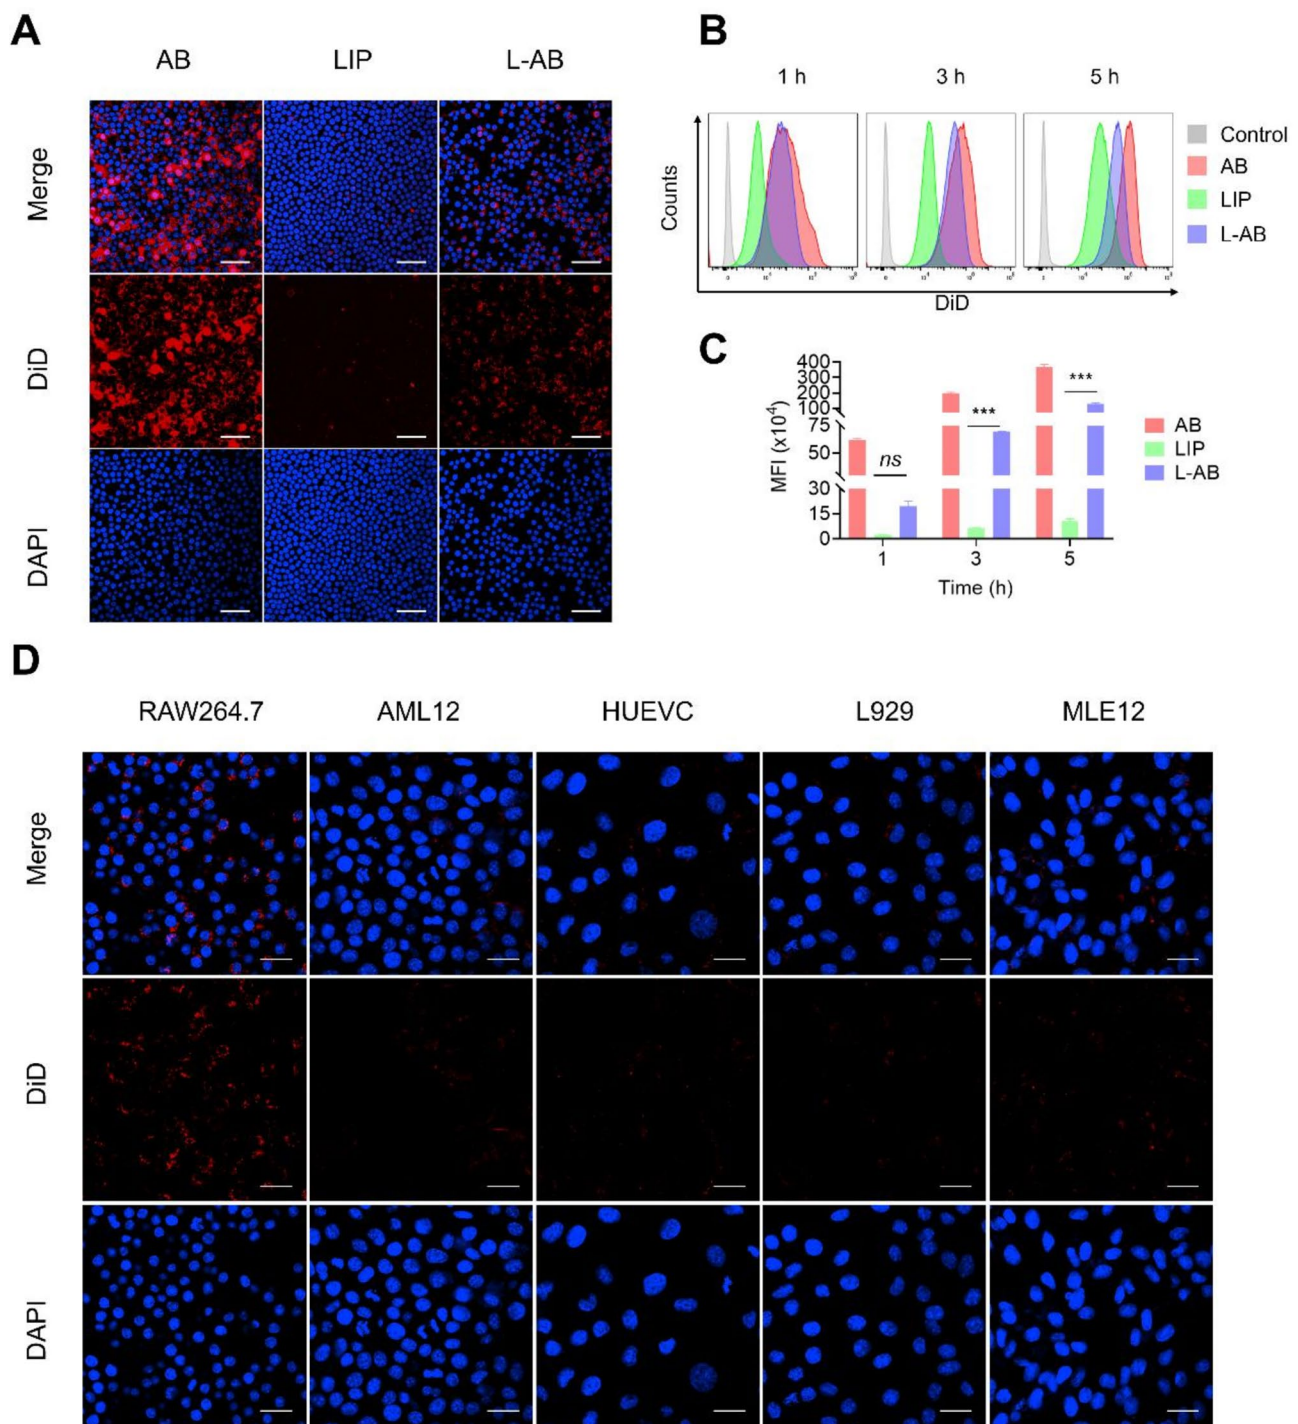 A
AB LIP L-AB
Merge
DiD
DAPI
B
1 h 3 h 5 h
Counts
DiD
Control
AB
LIP
L-AB
C
MFI (x10⁴)
400
300
200
100
75
50
30
15
0
ns
***
***
1 3 5
Time (h)
AB
LIP
L-AB
D
RAW264.7 AML12 HUEVC L929 MLE12
Merge
DiD
DAPI